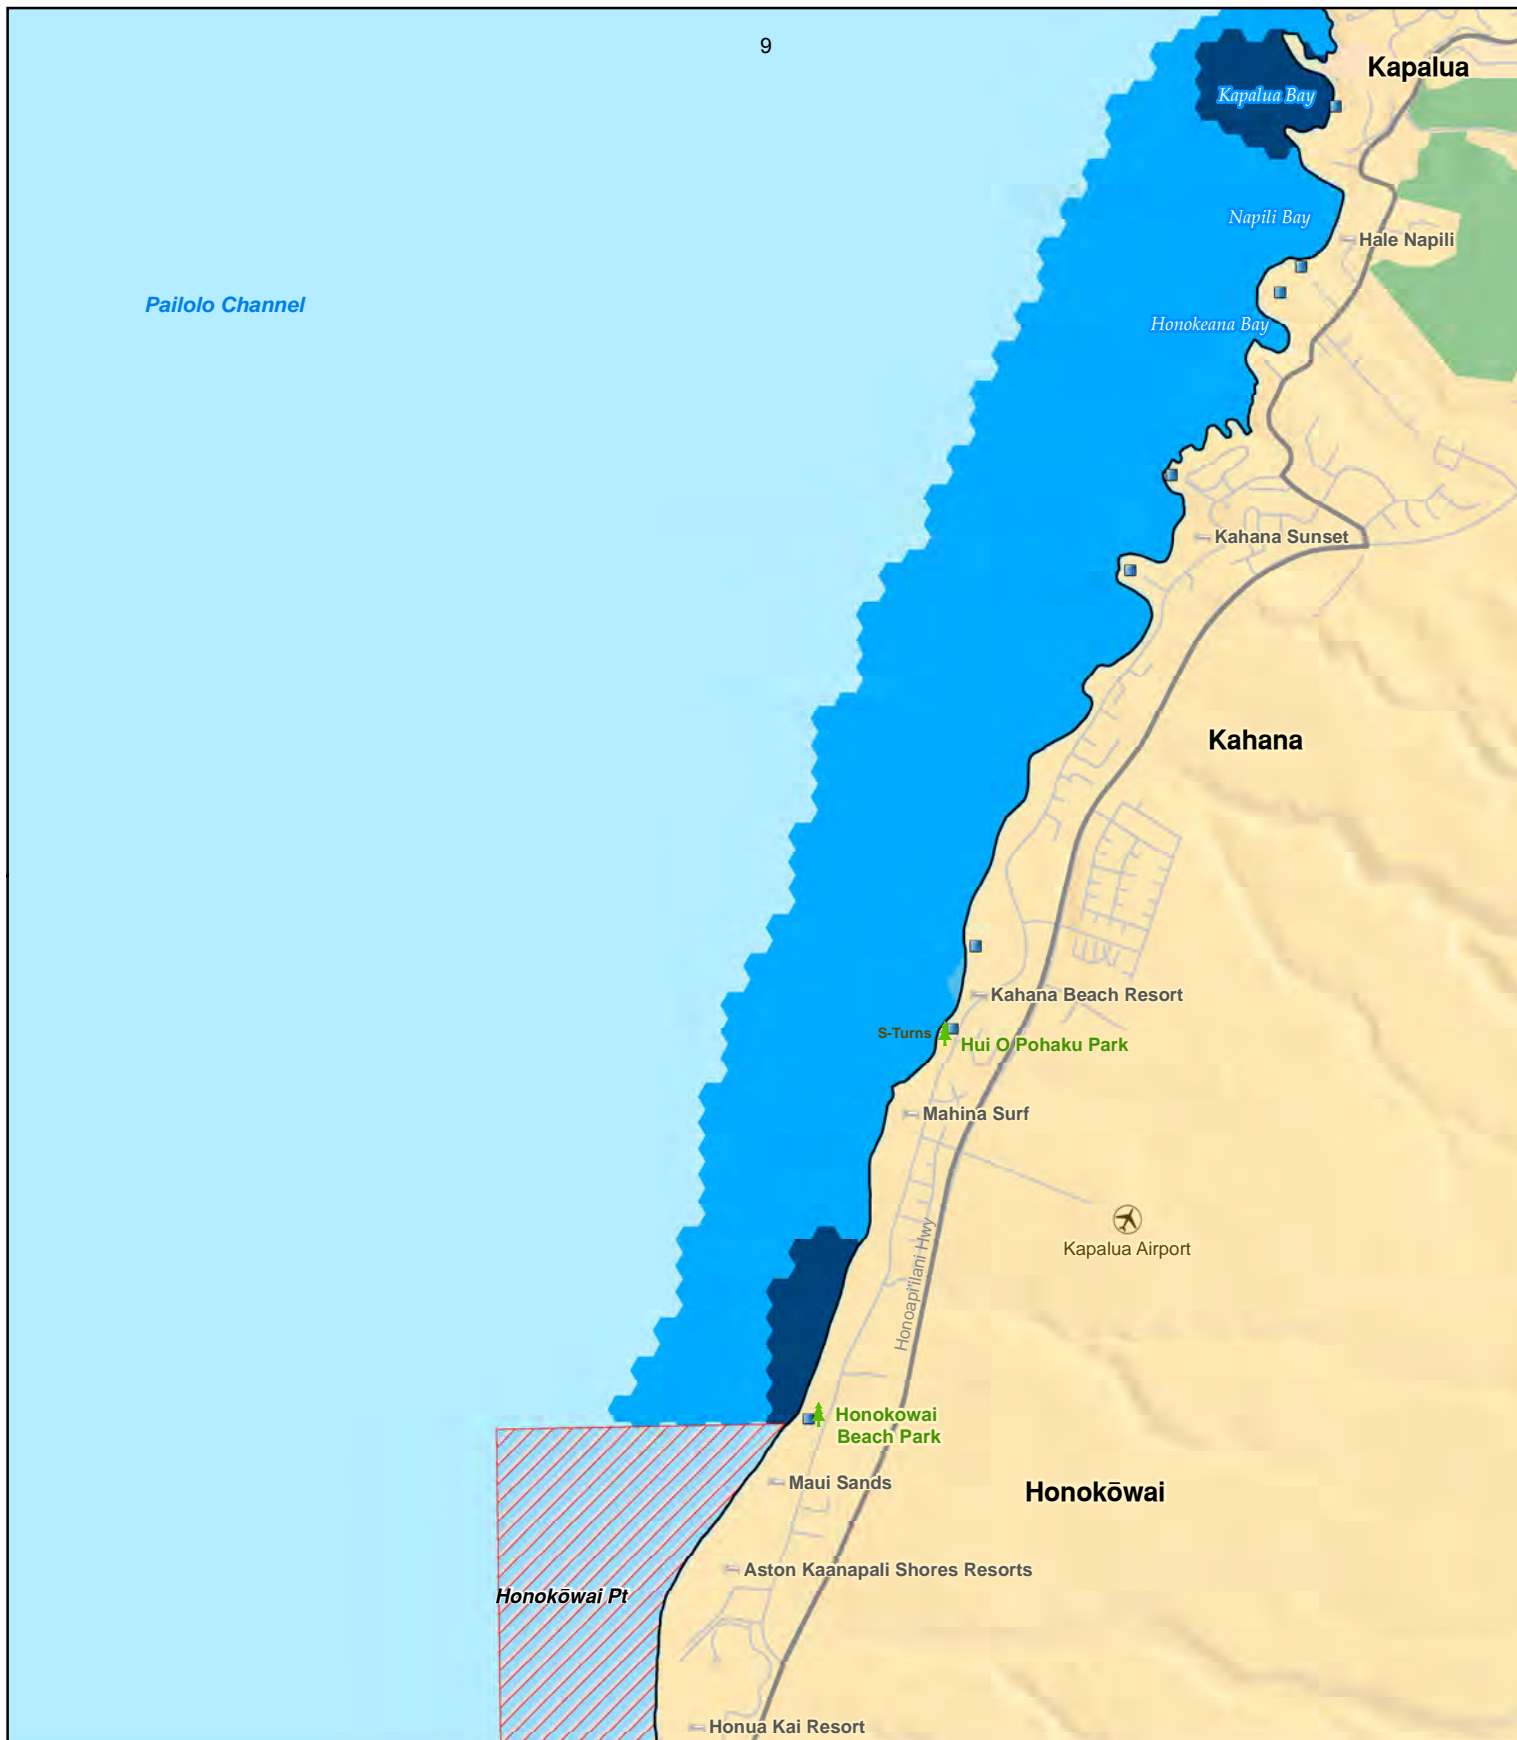 9
Kapalua
Kapalua Bay
Napili Bay
Hale Napili
Pailolo Channel
Honokeana Bay
Kahana Sunset
Kahana
Kahana Beach Resort
S-Turns
Hui O Pohaku Park
Mahina Surf
Kapalua Airport
Honoapi'ilani Hwy
Honokowai
Beach Park
Maui Sands
Honokōwai
Aston Kaanapali Shores Resorts
Honokōwai Pt
Honua Kai Resort